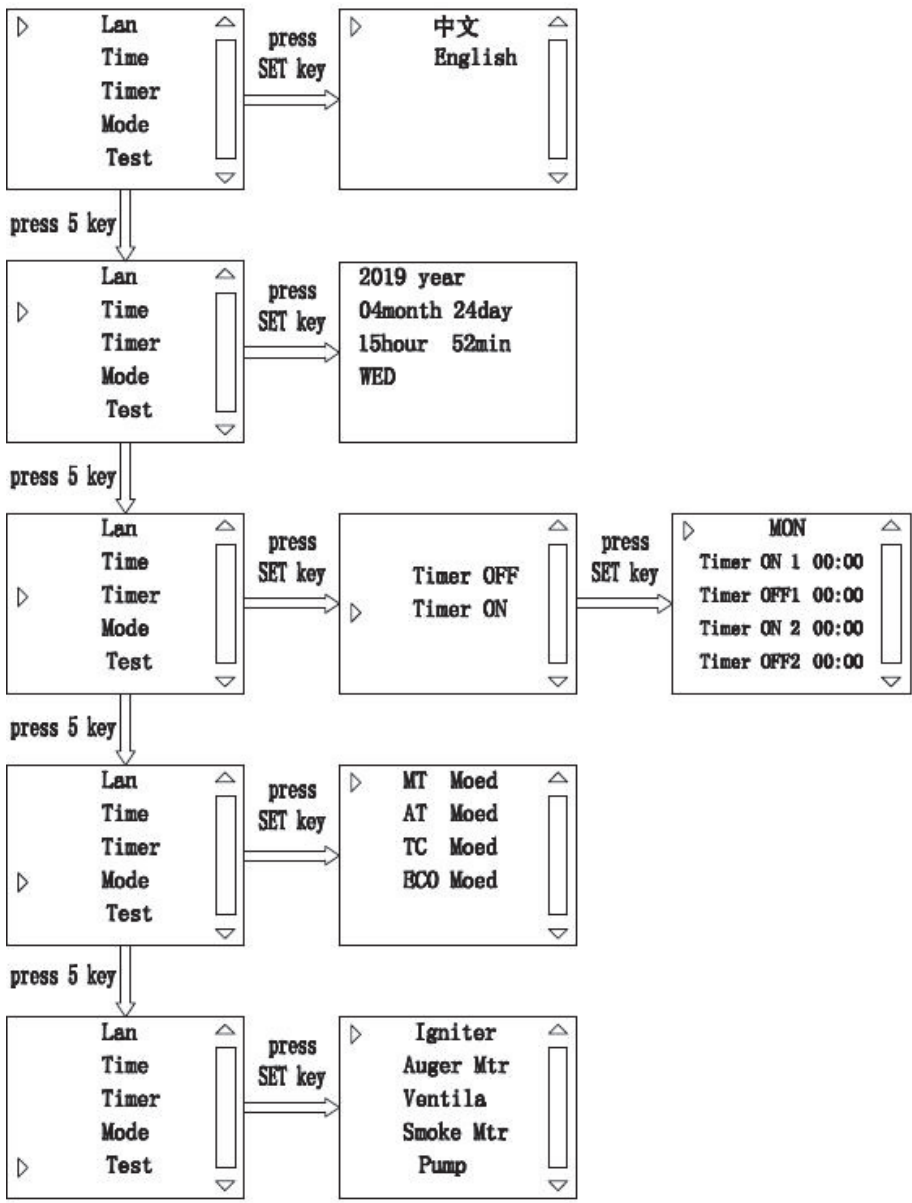 Lan
Time
Timer
Mode
Test
press
SET key
中文
English
press 5 key
Lan
Time
Timer
Mode
Test
press
SET key
2019 year
04month 24day
15hour 52min
WED
press 5 key
Lan
Time
Timer
Mode
Test
press
SET key
Timer OFF
Timer ON
press
SET key
MON
Timer ON 1 00:00
Timer OFF1 00:00
Timer ON 2 00:00
Timer OFF2 00:00
press 5 key
Lan
Time
Timer
Mode
Test
press
SET key
MT Moed
AT Moed
TC Moed
ECO Moed
press 5 key
Lan
Time
Timer
Mode
Test
press
SET key
Igniter
Auger Mtr
Ventila
Smoke Mtr
Pump